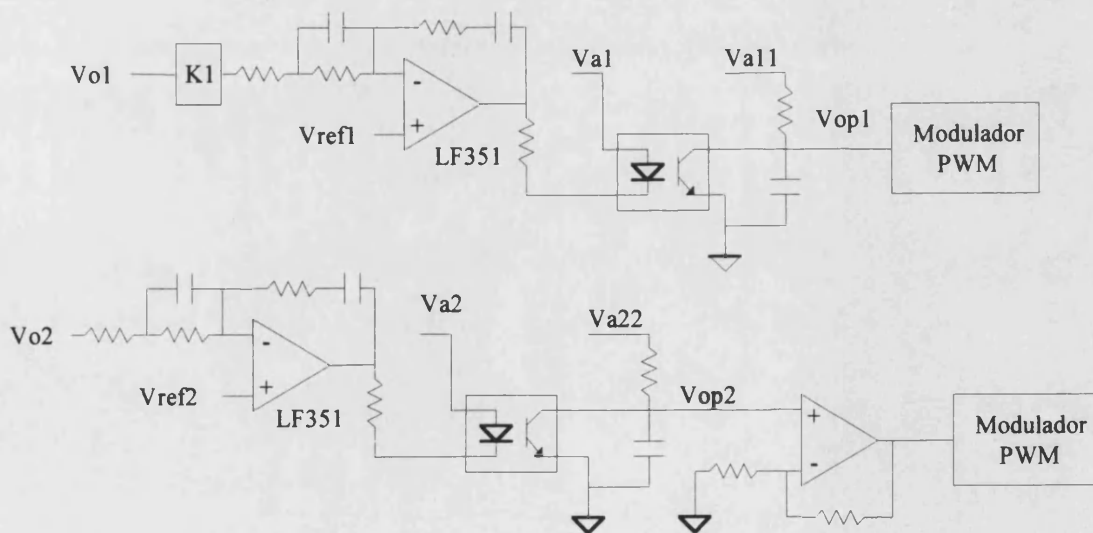 Vo1
K1
Vref1
-
+
LF351
Va1
Va11
Vop1
Modulador
PWM
Vo2
Vref2
-
+
LF351
Va2
Va22
Vop2
+
-
Modulador
PWM